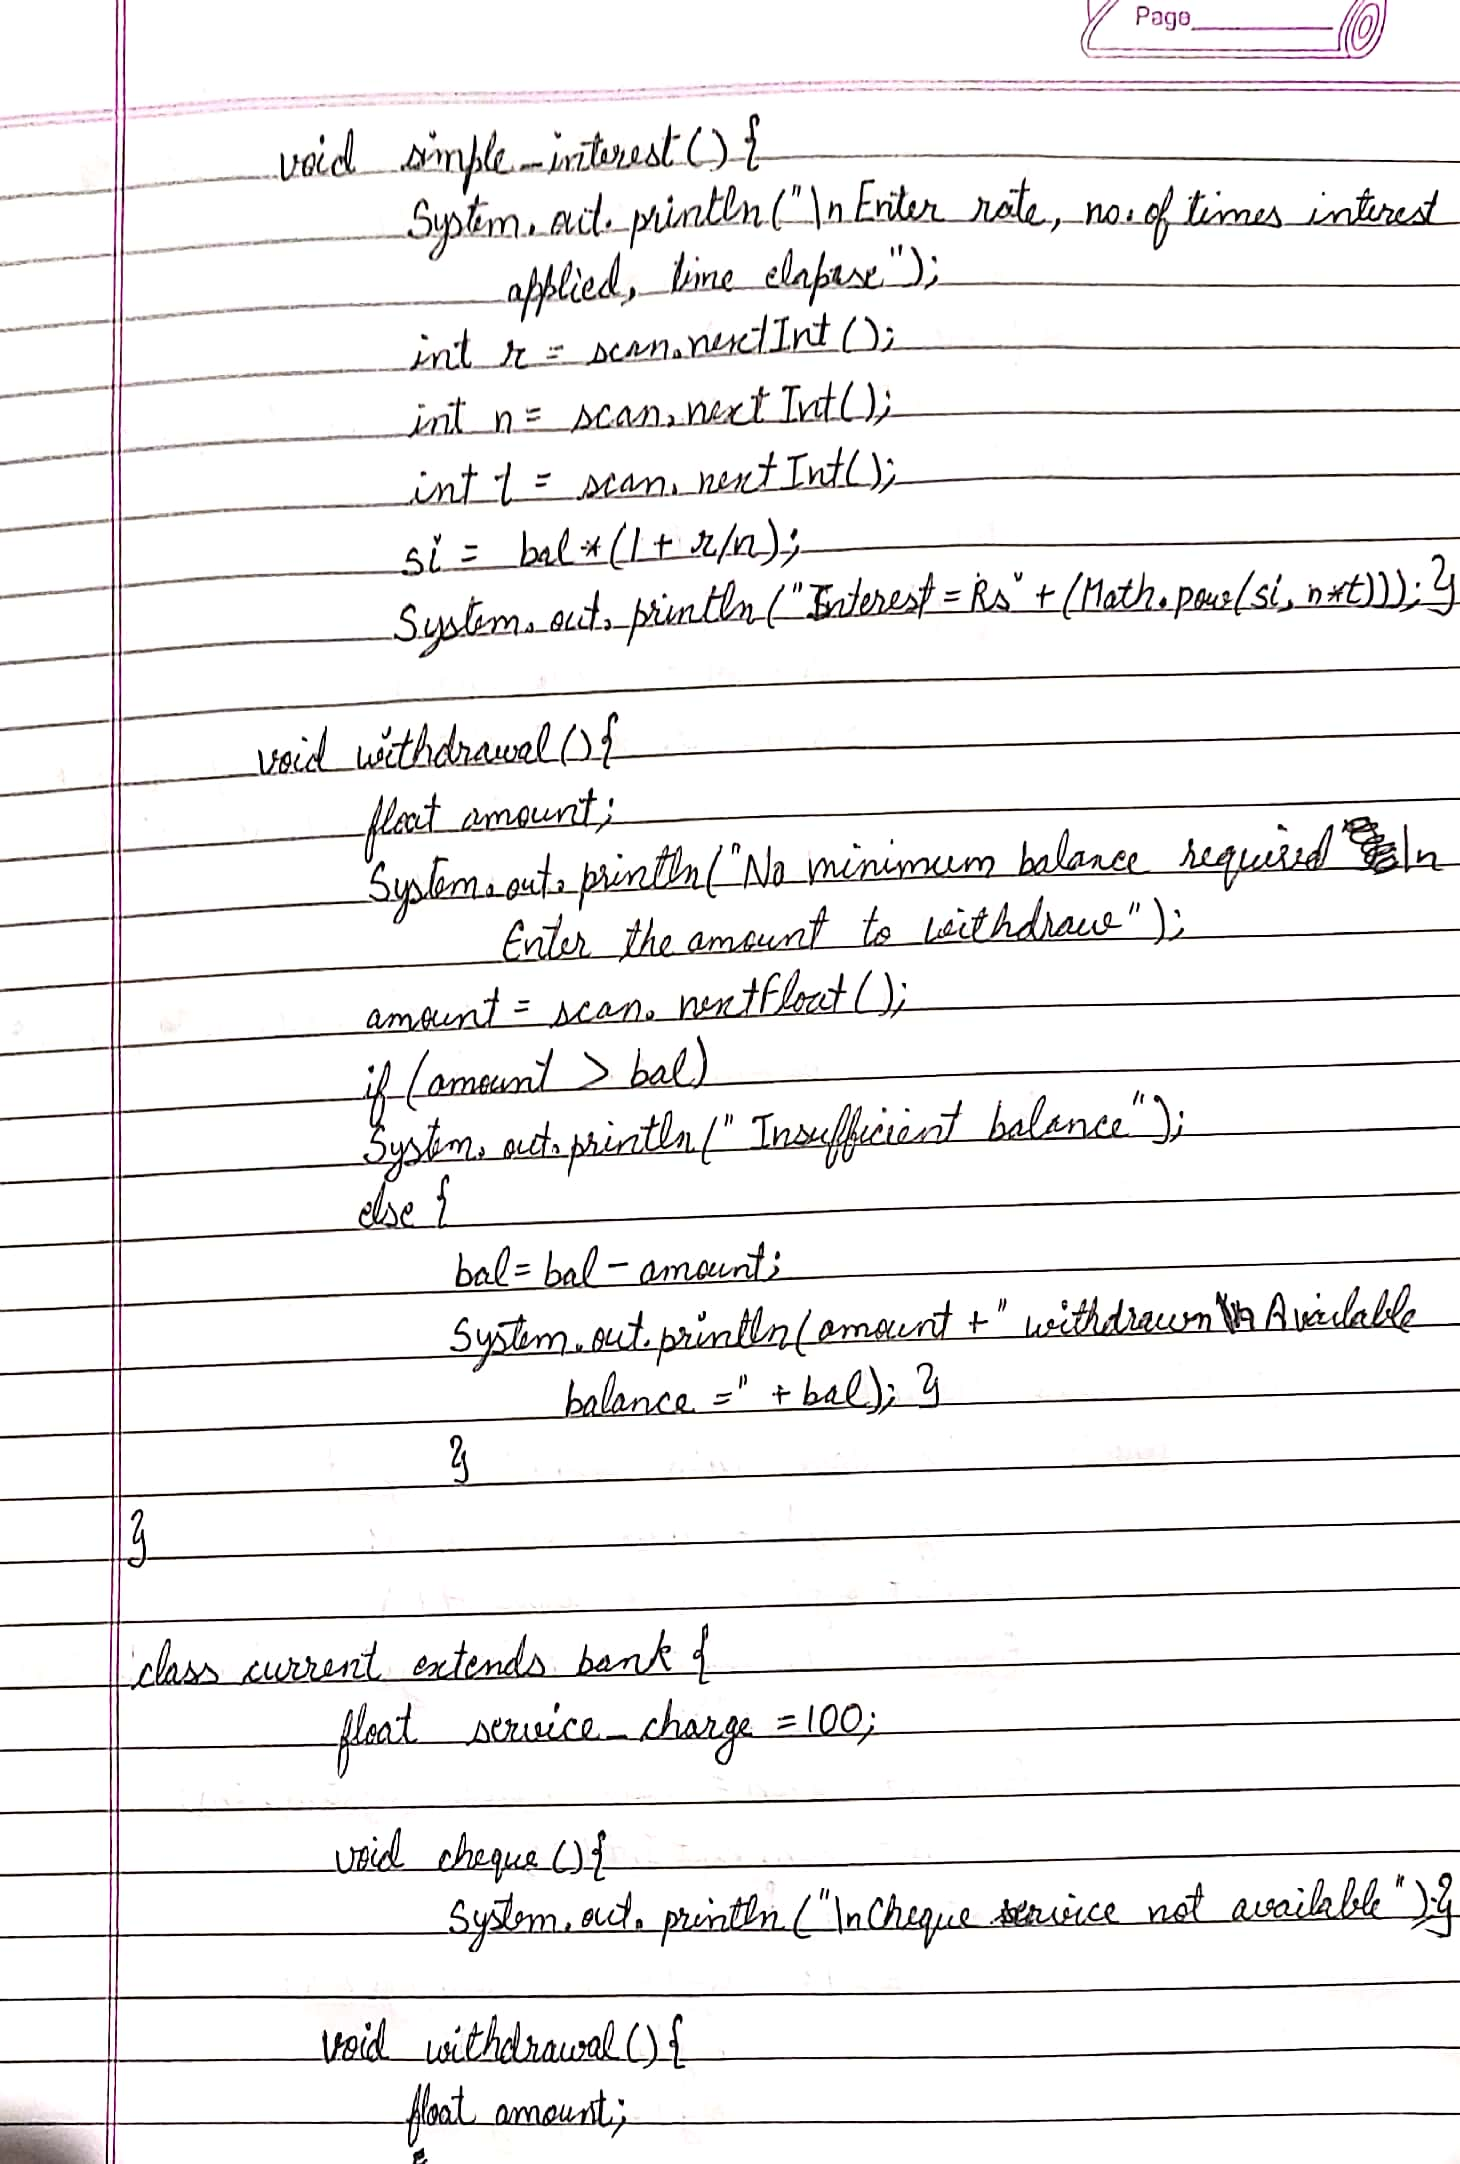 Page
void simple_interest() {
System.out.println("\n Enter rate, no. of times interest
applied, time elapse");
int r = scan.nextInt();
int n = scan.nextInt();
int t = scan.nextInt();
si = bal*(1 + r/n);
System.out.println("Interest = Rs" + (Math.pow(si, n*t))); }
void withdrawal() {
float amount;
System.out.println("No minimum balance required \n
Enter the amount to withdraw");
amount = scan.nextFloat();
if (amount > bal)
System.out.println("Insufficient balance");
else {
bal = bal - amount;
System.out.println(amount + " withdrawn \n Available
balance =" + bal); }
}
}
class current extends bank {
float service_charge = 100;
void cheque() {
System.out.println("\n Cheque service not available"); }
void withdrawal() {
float amount;